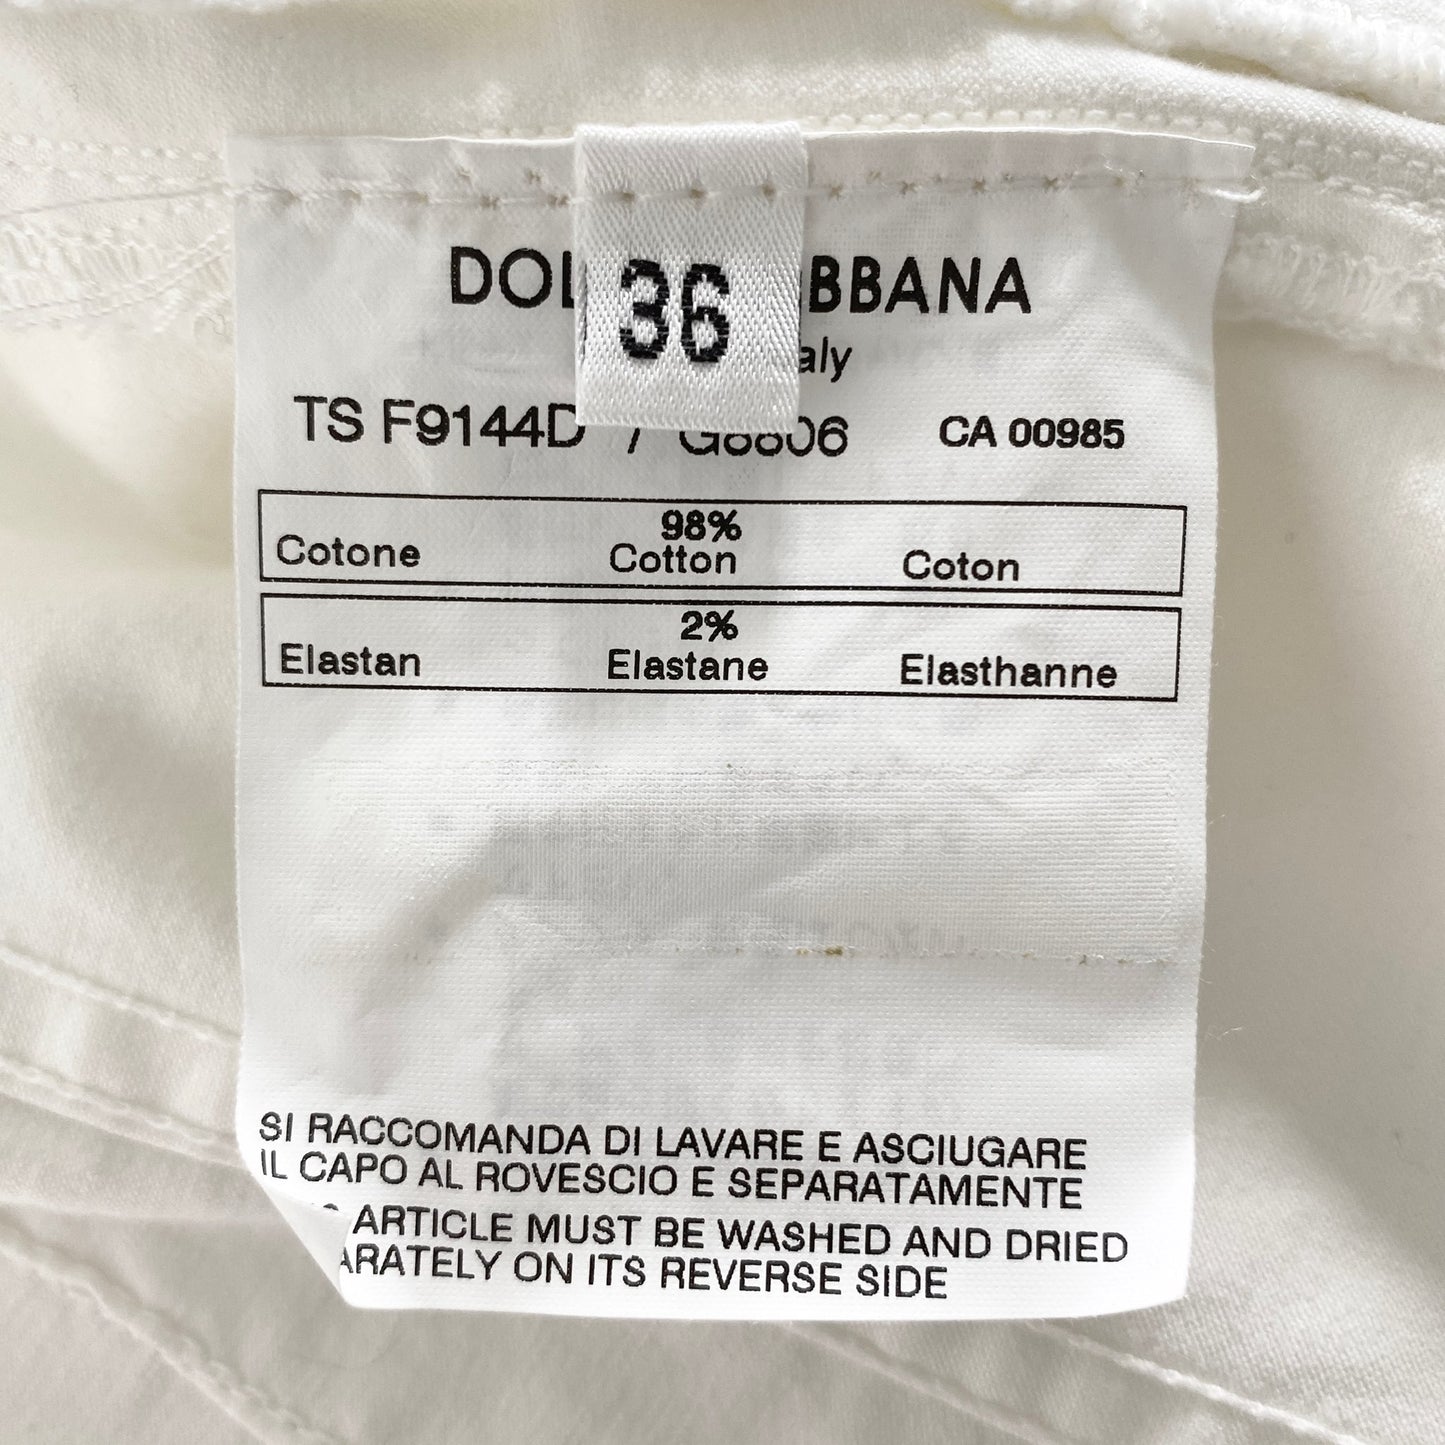 DOL BBANA
36
aly
TS F9144D / G8806 CA 00985
98%
Cotone Cotton Coton
2%
Elastan Elastane Elasthanne
SI RACCOMANDA DI LAVARE E ASCIUGARE
IL CAPO AL ROVESCIO E SEPARATAMENTE
ARTICLE MUST BE WASHED AND DRIED
ARATELY ON ITS REVERSE SIDE